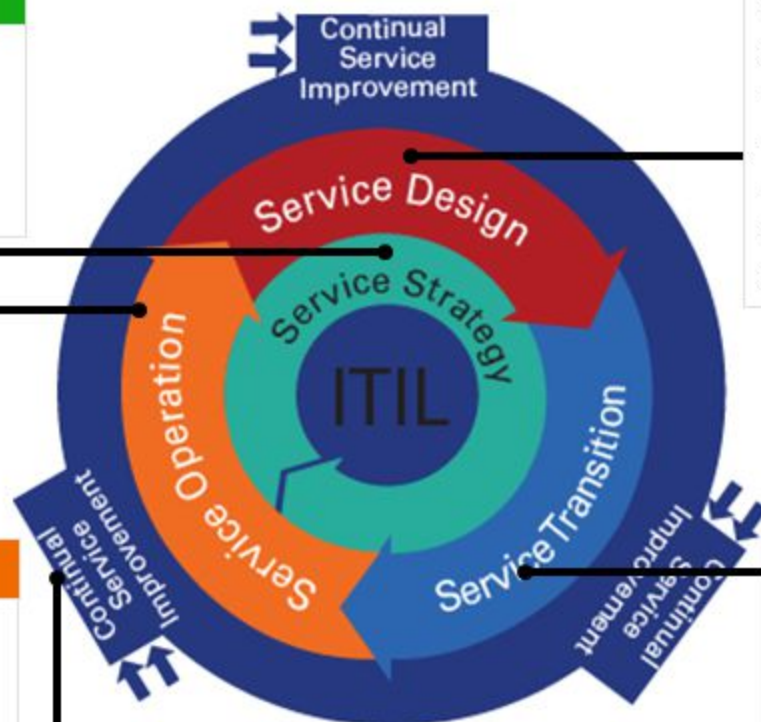 Continual
Service
Improvement
Service Design
Service Strategy
ITIL
Service Operation
Service Transition
Continual
Service
Improvement
Continual
Service
Improvement